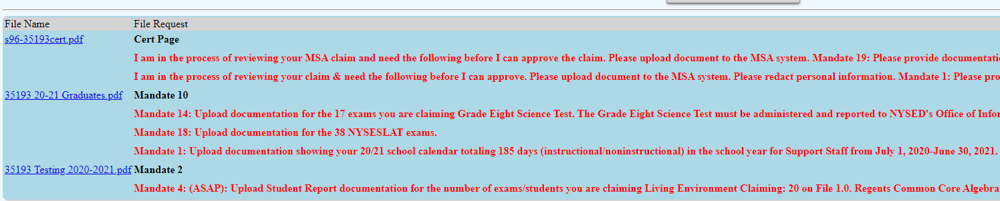 File Name File Request
s96-35193cert.pdf Cert Page
I am in the process of reviewing your MSA claim and need the following before I can approve the claim. Please upload document to the MSA system. Mandate 19: Please provide
I am in the process of reviewing your claim & need the following before I can approve. Please upload document to the MSA system. Please redact personal information. Mandate 1: Please
35193 20-21 Graduates.pdf Mandate 10
Mandate 14: Upload documentation for the 17 exams you are claiming Grade Eight Science Test. The Grade Eight Science Test must be administered and reported to NYSED's Office of
Mandate 18: Upload documentation for the 38 NYSESLAT exams.
Mandate 1: Upload documentation showing your 20/21 school calendar totaling 185 days (instructional/noninstructional) in the school year for Support Staff from July 1, 2020-June 30, 2021.
35193 Testing 2020-2021.pdf Mandate 2
Mandate 4: (ASAP): Upload Student Report documentation for the number of exams/students you are claiming Living Environment Claiming: 20 on File 1.0. Regents Common Core Algebra